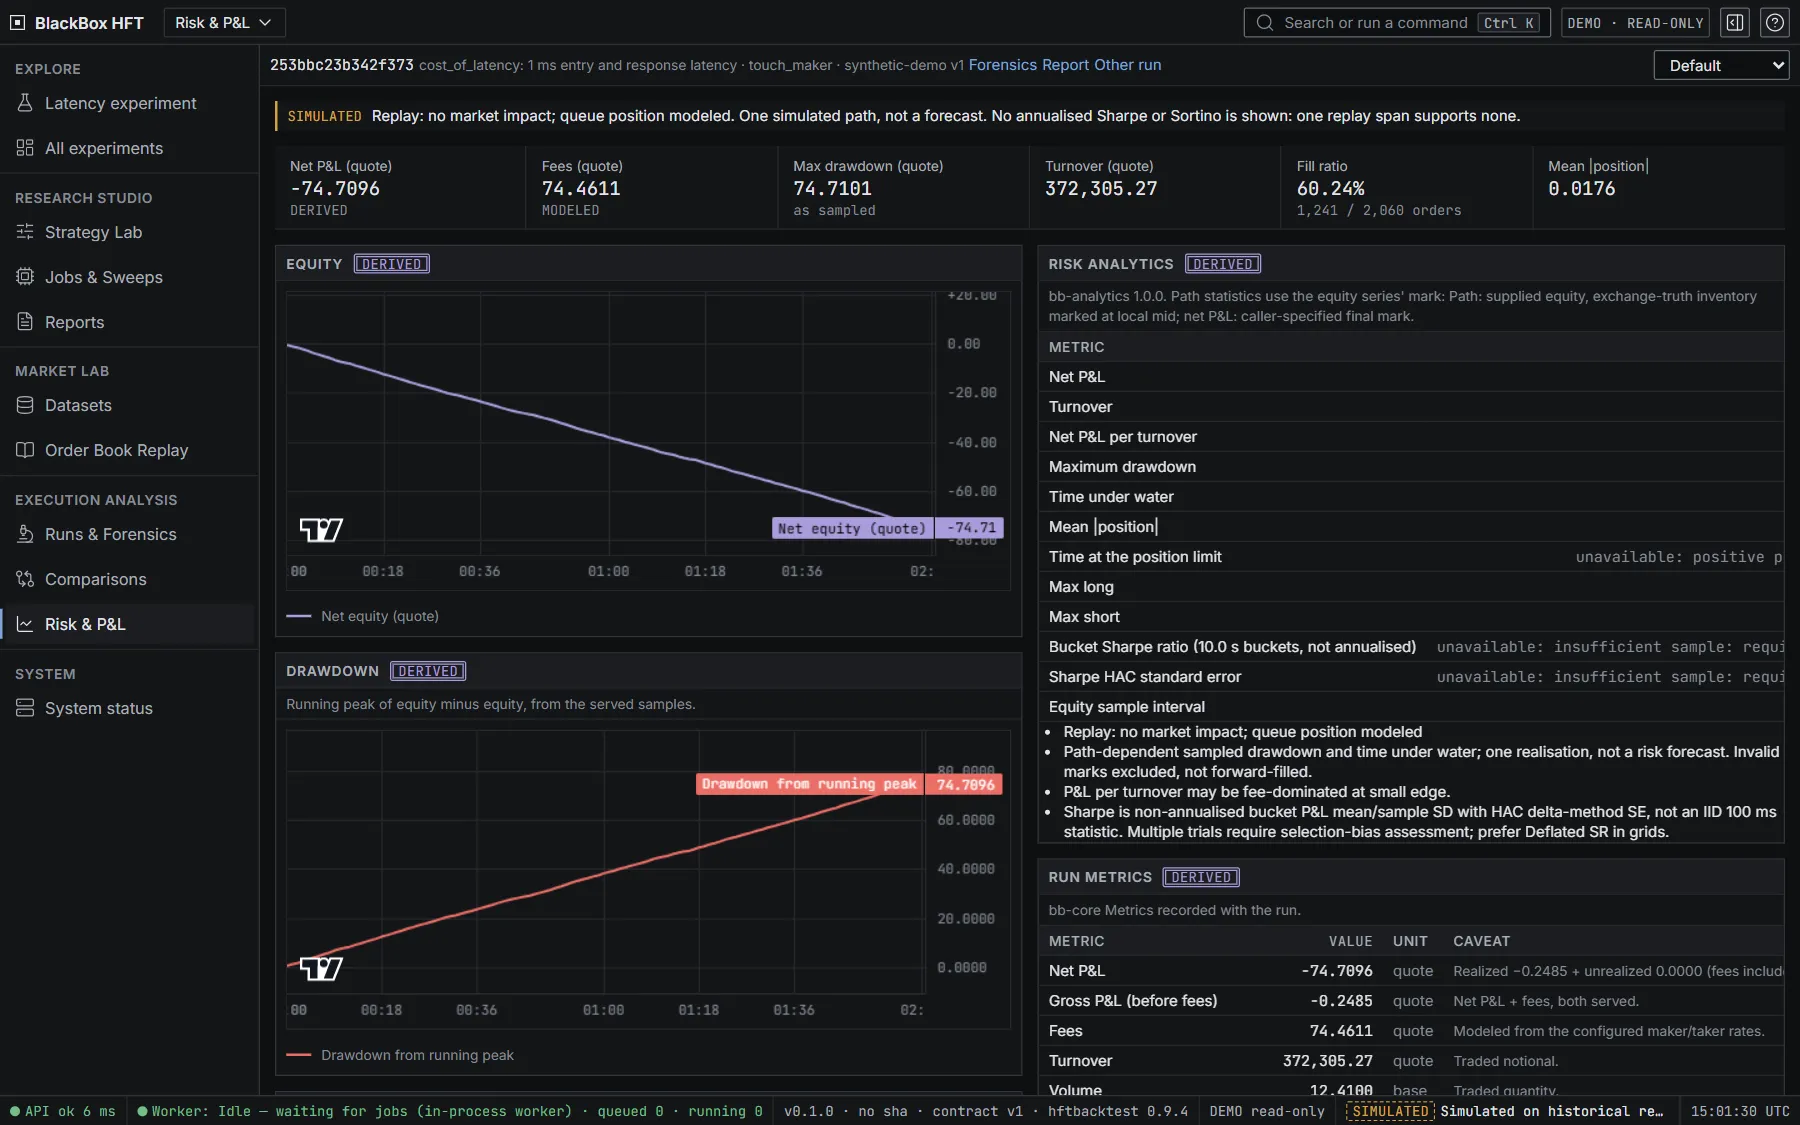 BlackBox HFT
Risk & P&L
Search or run a command Ctrl K
DEMO · READ-ONLY
EXPLORE
Latency experiment
All experiments
RESEARCH STUDIO
Strategy Lab
Jobs & Sweeps
Reports
MARKET LAB
Datasets
Order Book Replay
EXECUTION ANALYSIS
Runs & Forensics
Comparisons
Risk & P&L
SYSTEM
System status
253bbc23b342f373 cost_of_latency: 1 ms entry and response latency · touch_maker · synthetic-demo v1 Forensics Report Other run
Default
SIMULATED Replay: no market impact; queue position modeled. One simulated path, not a forecast. No annualised Sharpe or Sortino is shown: one replay span supports none.
Net P&L (quote)
-74.7096
DERIVED
Fees (quote)
74.4611
MODELED
Max drawdown (quote)
74.7101
as sampled
Turnover (quote)
372,305.27
Fill ratio
60.24%
1,241 / 2,060 orders
Mean |position|
0.0176
EQUITY DERIVED
+20.00
0.00
-20.00
-40.00
-60.00
Net equity (quote) -74.71
-80.00
:00 00:18 00:36 01:00 01:18 01:36 02:
Net equity (quote)
DRAWDOWN DERIVED
Running peak of equity minus equity, from the served samples.
80.0000
Drawdown from running peak 74.7096
60.0000
40.0000
20.0000
0.0000
:00 00:18 00:36 01:00 01:18 01:36 02:
Drawdown from running peak
RISK ANALYTICS DERIVED
bb-analytics 1.0.0. Path statistics use the equity series' mark: Path: supplied equity, exchange-truth inventory
marked at local mid; net P&L: caller-specified final mark.
METRIC
Net P&L
Turnover
Net P&L per turnover
Maximum drawdown
Time under water
Mean |position|
Time at the position limit unavailable: positive p
Max long
Max short
Bucket Sharpe ratio (10.0 s buckets, not annualised) unavailable: insufficient sample: requi
Sharpe HAC standard error unavailable: insufficient sample: requi
Equity sample interval
• Replay: no market impact; queue position modeled
• Path-dependent sampled drawdown and time under water; one realisation, not a risk forecast. Invalid
marks excluded, not forward-filled.
• P&L per turnover may be fee-dominated at small edge.
• Sharpe is non-annualised bucket P&L mean/sample SD with HAC delta-method SE, not an IID 100 ms
statistic. Multiple trials require selection-bias assessment; prefer Deflated SR in grids.
RUN METRICS DERIVED
bb-core Metrics recorded with the run.
METRIC VALUE UNIT CAVEAT
Net P&L -74.7096 quote Realized −0.2485 + unrealized 0.0000 (fees include
Gross P&L (before fees) -0.2485 quote Net P&L + fees, both served.
Fees 74.4611 quote Modeled from the configured maker/taker rates.
Turnover 372,305.27 quote Traded notional.
Volume 12.4100 base Traded quantity.
API ok 6 ms
Worker: Idle — waiting for jobs (in-process worker) · queued 0 · running 0
v0.1.0 · no sha · contract v1 · hftbacktest 0.9.4
DEMO read-only
SIMULATED Simulated on historical re…
15:01:30 UTC